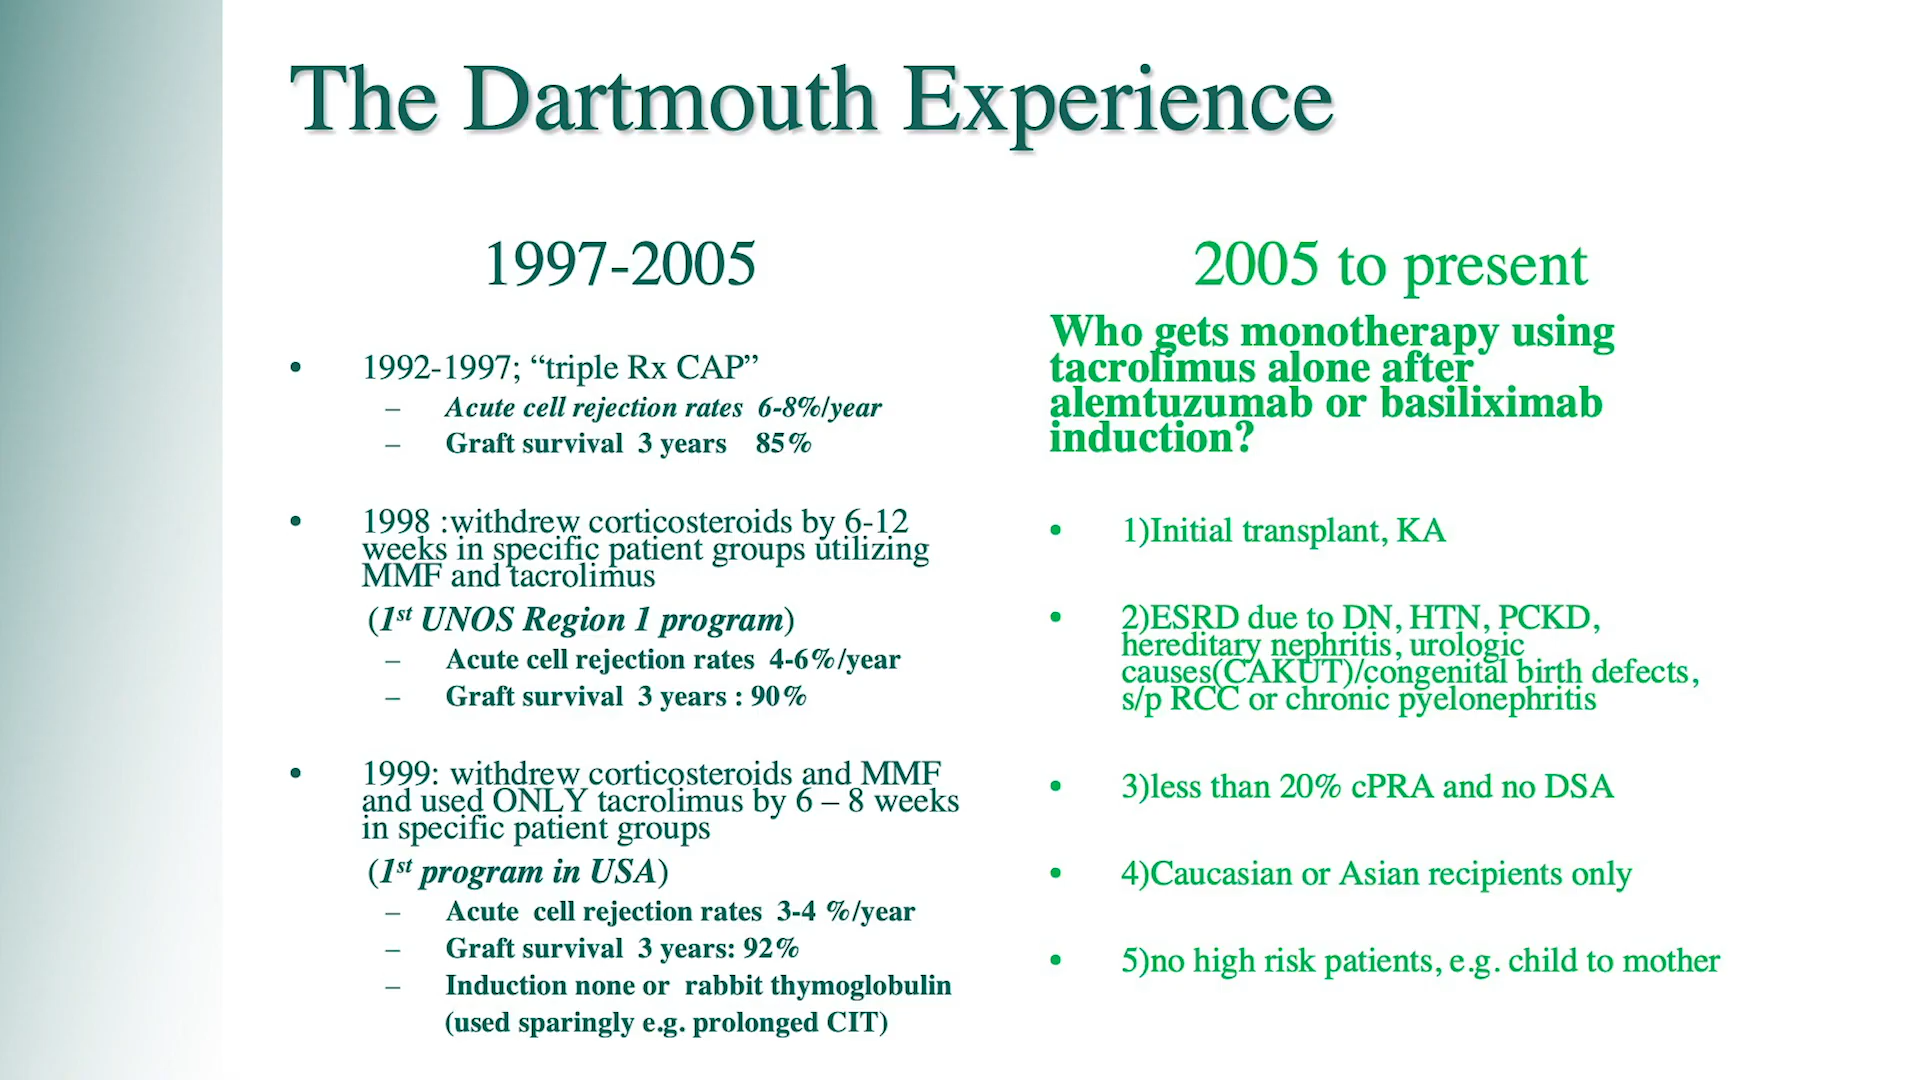 The Dartmouth Experience
1997-2005
• 1992-1997; “triple Rx CAP”
– Acute cell rejection rates 6-8%/year
– Graft survival 3 years 85%
• 1998 :withdrew corticosteroids by 6-12
weeks in specific patient groups utilizing
MMF and tacrolimus
(1st UNOS Region 1 program)
– Acute cell rejection rates 4-6%/year
– Graft survival 3 years : 90%
• 1999: withdrew corticosteroids and MMF
and used ONLY tacrolimus by 6 – 8 weeks
in specific patient groups
(1st program in USA)
– Acute cell rejection rates 3-4 %/year
– Graft survival 3 years: 92%
– Induction none or rabbit thymoglobulin
(used sparingly e.g. prolonged CIT)
2005 to present
Who gets monotherapy using
tacrolimus alone after
alemtuzumab or basiliximab
induction?
• 1)Initial transplant, KA
• 2)ESRD due to DN, HTN, PCKD,
hereditary nephritis, urologic
causes(CAKUT)/congenital birth defects,
s/p RCC or chronic pyelonephritis
• 3)less than 20% cPRA and no DSA
• 4)Caucasian or Asian recipients only
• 5)no high risk patients, e.g. child to mother